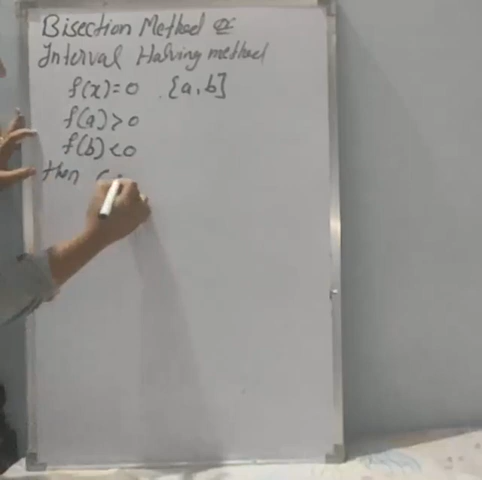 Bisection Method or
Interval Halving method
f(x)=0 [a,b]
f(a)>0
f(b)<0
then